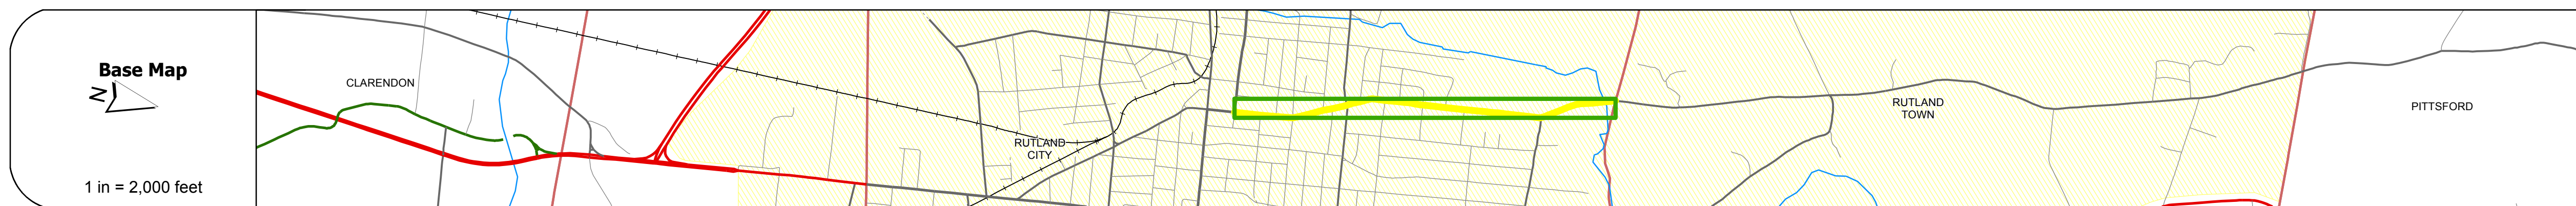 Base Map
N
1 in = 2,000 feet
CLARENDON
RUTLAND
CITY
RUTLAND
TOWN
PITTSFORD